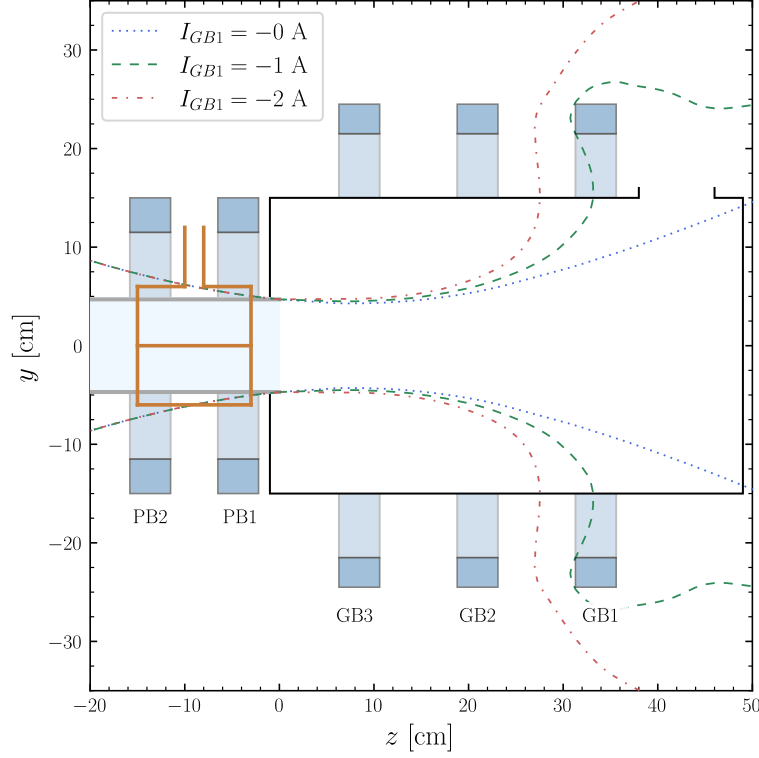 I_{GB1} = −0 A
I_{GB1} = −1 A
I_{GB1} = −2 A
30
20
10
0
−10
−20
−30
y [cm]
PB2
PB1
GB3
GB2
GB1
−20
−10
0
10
20
30
40
50
z [cm]